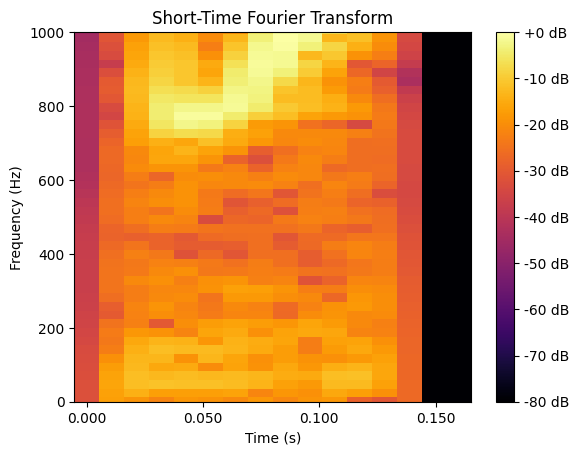 Short-Time Fourier Transform
Frequency (Hz)
1000
800
600
400
200
0
0.000
0.050
0.100
0.150
Time (s)
+0 dB
-10 dB
-20 dB
-30 dB
-40 dB
-50 dB
-60 dB
-70 dB
-80 dB